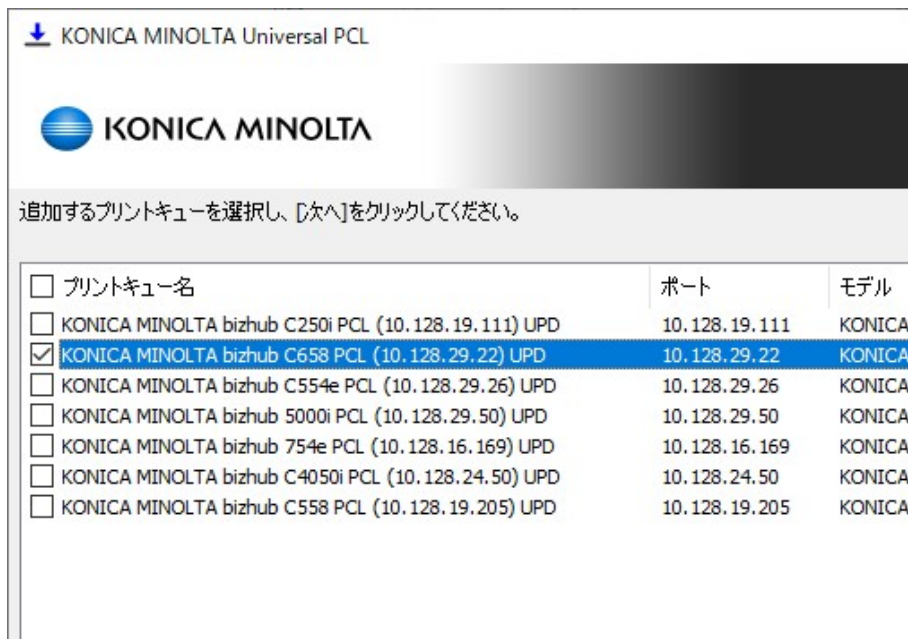 KONICA MINOLTA Universal PCL
KONICA MINOLTA
追加するプリントキューを選択し、[次へ]をクリックしてください。
プリントキュー名 ポート モデル
KONICA MINOLTA bizhub C250i PCL (10.128.19.111) UPD 10.128.19.111 KONICA
KONICA MINOLTA bizhub C658 PCL (10.128.29.22) UPD 10.128.29.22 KONICA
KONICA MINOLTA bizhub C554e PCL (10.128.29.26) UPD 10.128.29.26 KONICA
KONICA MINOLTA bizhub 5000i PCL (10.128.29.50) UPD 10.128.29.50 KONICA
KONICA MINOLTA bizhub 754e PCL (10.128.16.169) UPD 10.128.16.169 KONICA
KONICA MINOLTA bizhub C4050i PCL (10.128.24.50) UPD 10.128.24.50 KONICA
KONICA MINOLTA bizhub C558 PCL (10.128.19.205) UPD 10.128.19.205 KONICA